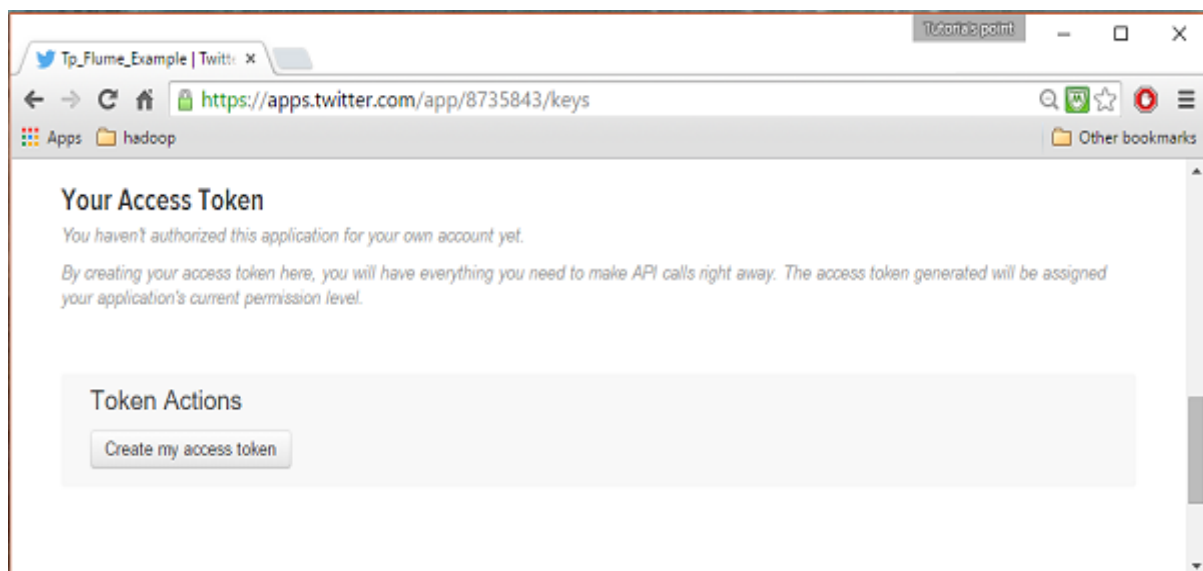 Tutorials point
Tp_Flume_Example | Twitt
https://apps.twitter.com/app/8735843/keys
Apps hadoop Other bookmarks
Your Access Token
You haven't authorized this application for your own account yet.
By creating your access token here, you will have everything you need to make API calls right away. The access token generated will be assigned
your application's current permission level.
Token Actions
Create my access token